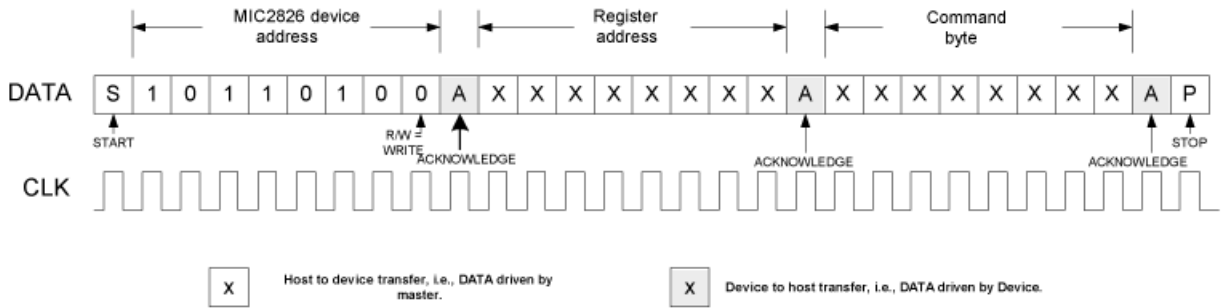 MIC2826 device
address
Register
address
Command
byte
DATA S 1 0 1 1 0 1 0 0 A X X X X X X X X A X X X X X X X X A P
START
R/W =
WRITE
ACKNOWLEDGE
ACKNOWLEDGE
ACKNOWLEDGE
STOP
CLK
X
Host to device transfer, i.e., DATA driven by
master.
X
Device to host transfer, i.e., DATA driven by Device.